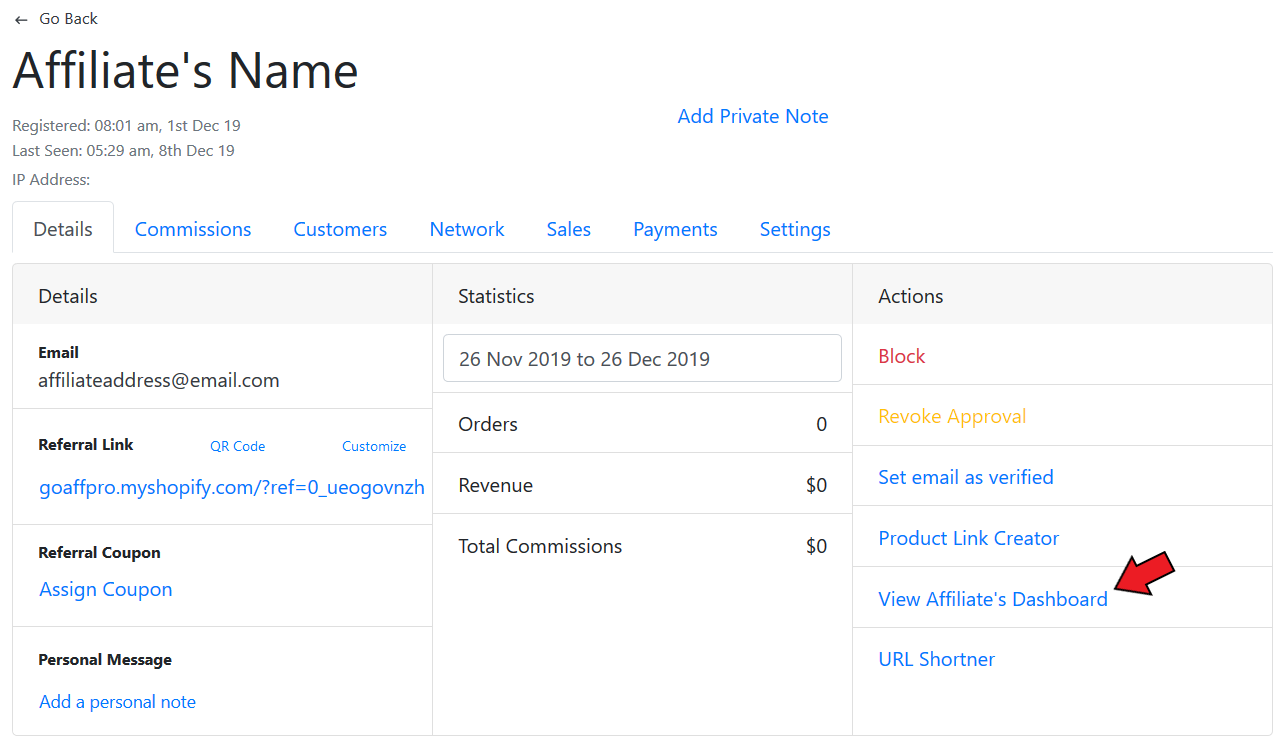 ← Go Back
Affiliate's Name
Add Private Note
Registered: 08:01 am, 1st Dec 19
Last Seen: 05:29 am, 8th Dec 19
IP Address:
Details Commissions Customers Network Sales Payments Settings
Details
Email
affiliateaddress@email.com
Referral Link QR Code Customize
goaffpro.myshopify.com/?ref=0_ueogovnzh
Referral Coupon
Assign Coupon
Personal Message
Add a personal note
Statistics
26 Nov 2019 to 26 Dec 2019
Orders 0
Revenue $0
Total Commissions $0
Actions
Block
Revoke Approval
Set email as verified
Product Link Creator
View Affiliate's Dashboard
URL Shortner